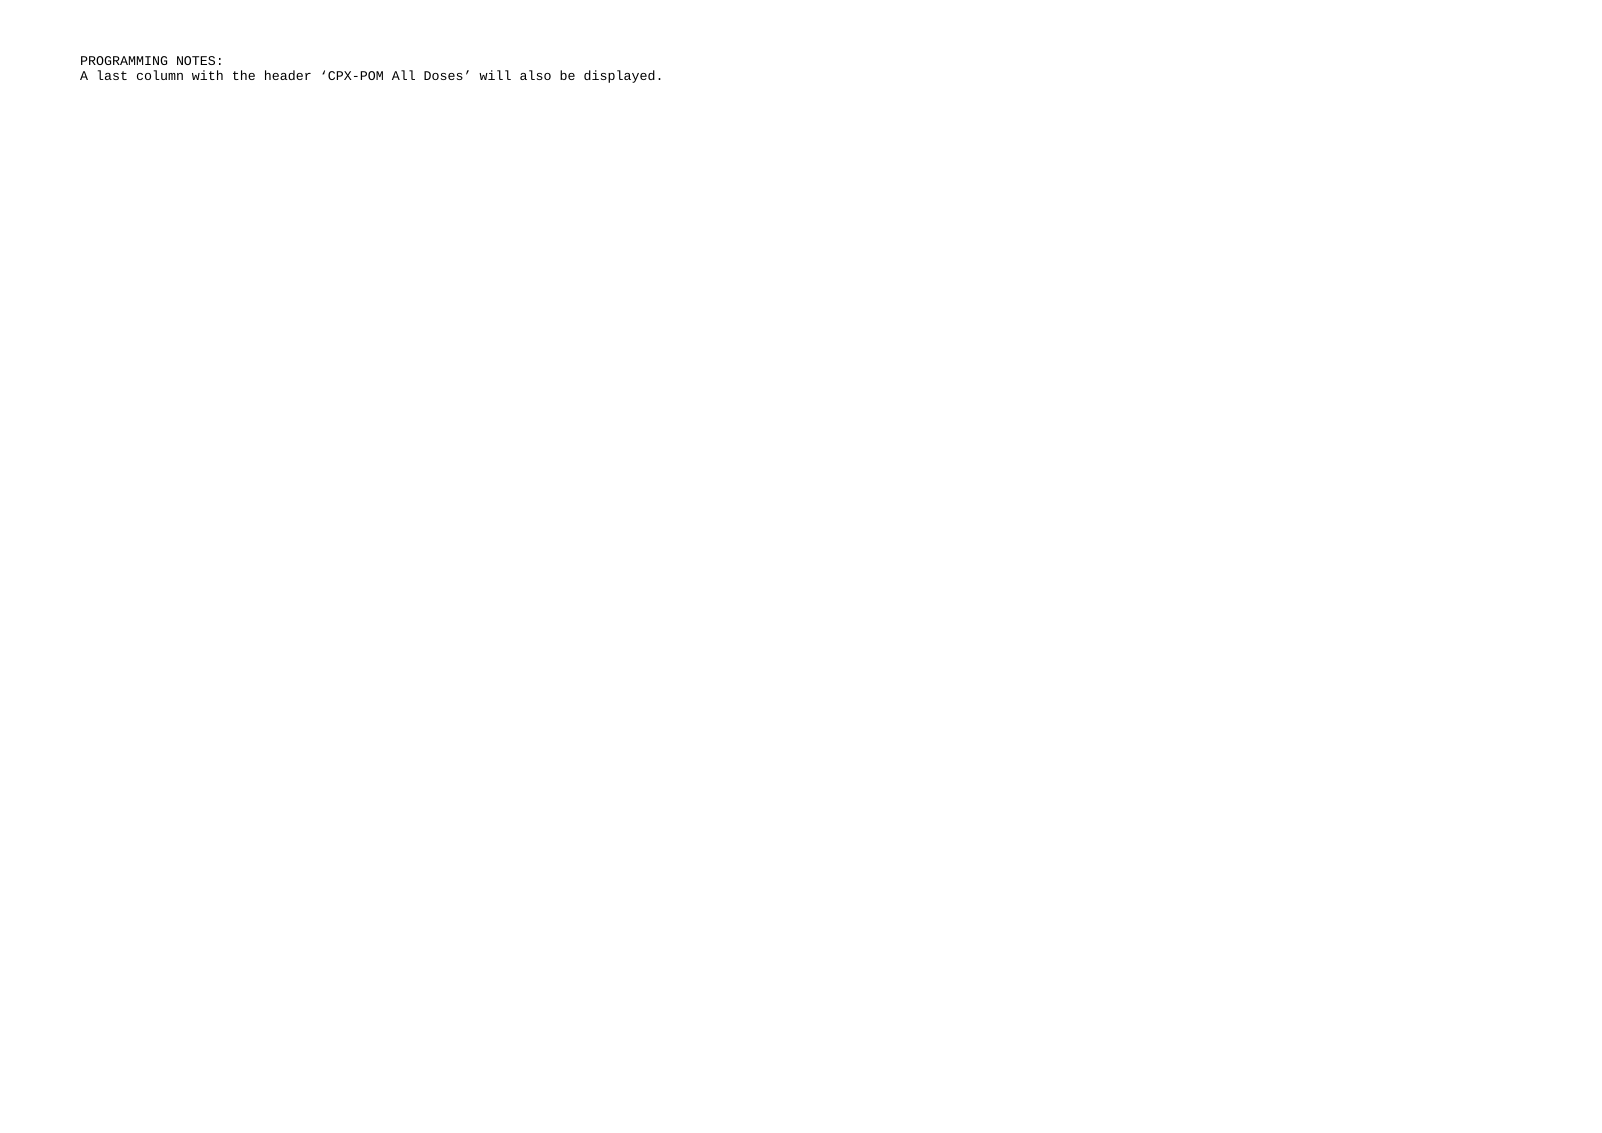 PROGRAMMING NOTES:
A last column with the header ‘CPX-POM All Doses’ will also be displayed.